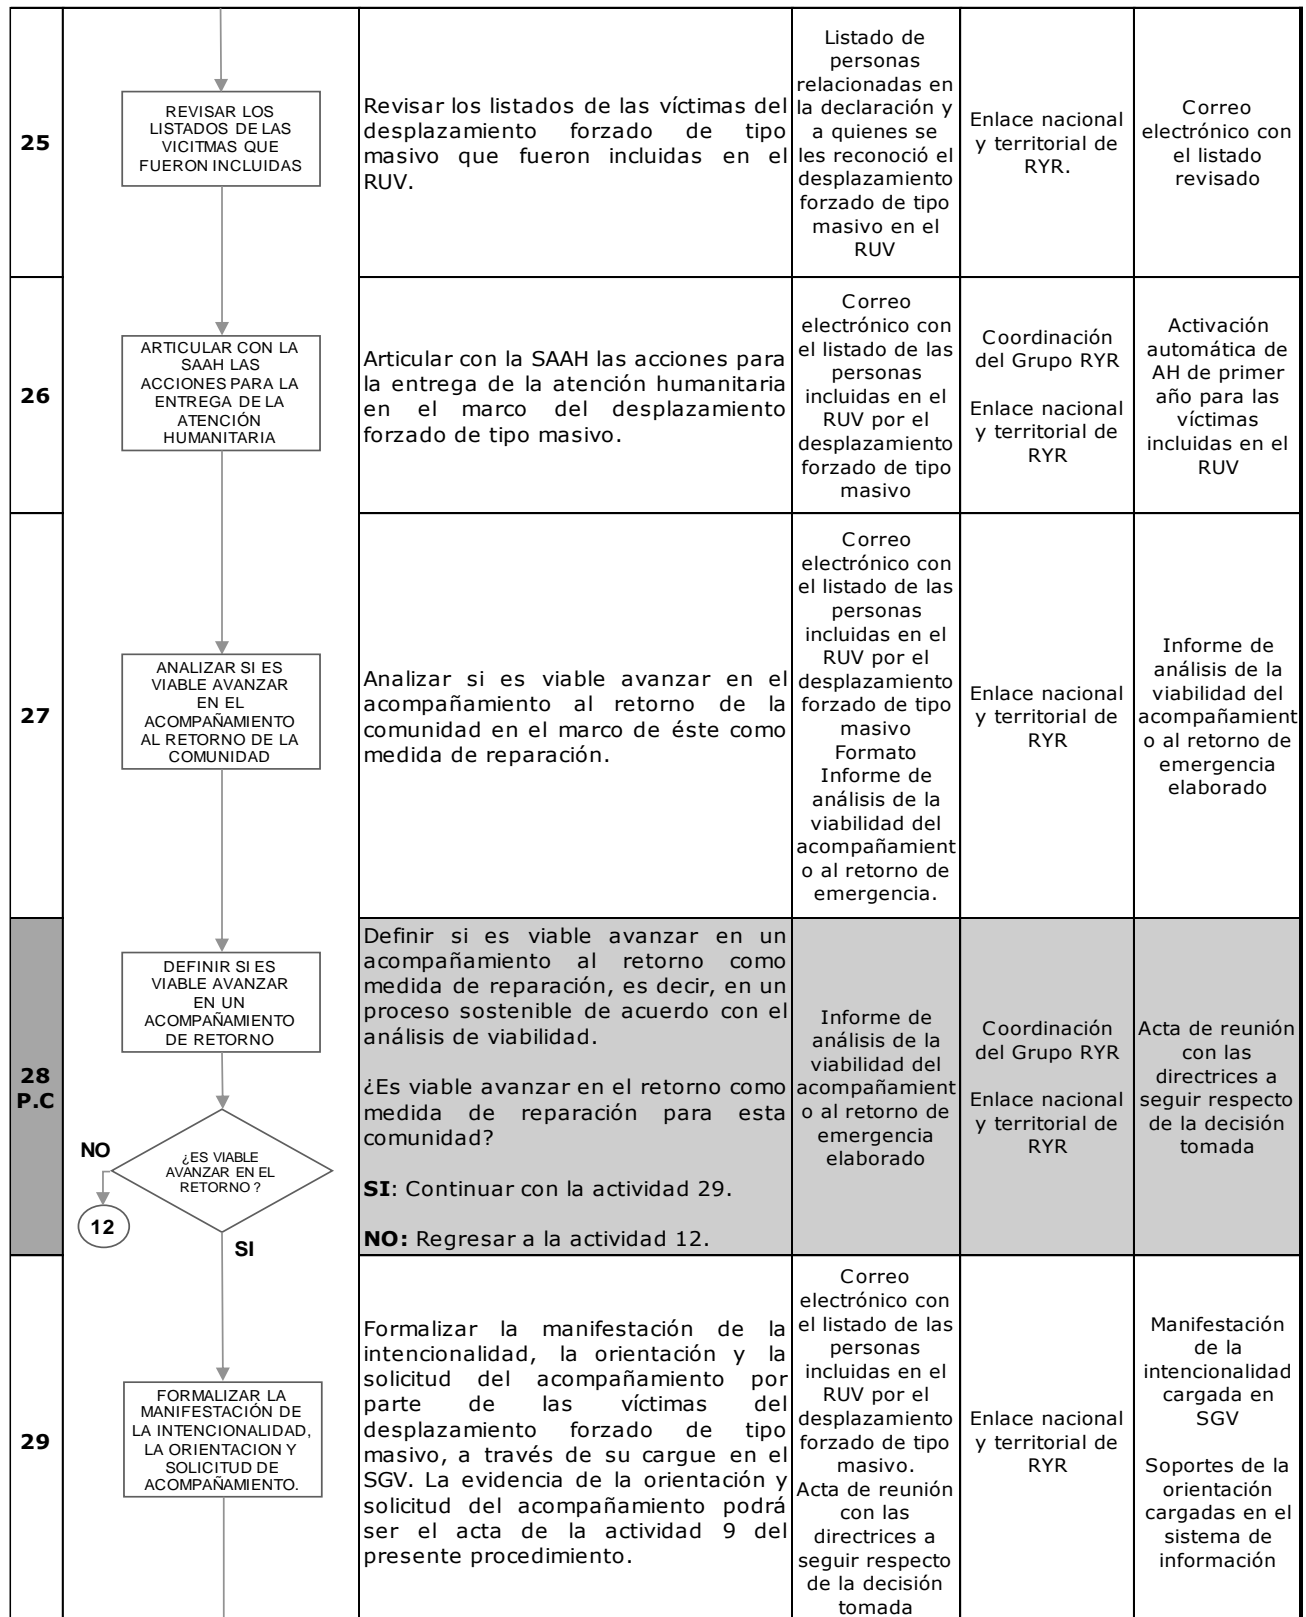 25
REVISAR LOS
LISTADOS DE LAS
VICITMAS QUE
FUERON INCLUIDAS
Revisar los listados de las víctimas del
desplazamiento forzado de tipo
masivo que fueron incluidas en el
RUV.
Listado de
personas
relacionadas en
la declaración y
a quienes se
les reconoció el
desplazamiento
forzado de tipo
masivo en el
RUV
Enlace nacional
y territorial de
RYR.
Correo
electrónico con
el listado
revisado
26
ARTICULAR CON LA
SAAH LAS
ACCIONES PARA LA
ENTREGA DE LA
ATENCIÓN
HUMANITARIA
Articular con la SAAH las acciones para
la entrega de la atención humanitaria
en el marco del desplazamiento
forzado de tipo masivo.
Correo
electrónico con
el listado de las
personas
incluidas en el
RUV por el
desplazamiento
forzado de tipo
masivo
Coordinación
del Grupo RYR
Enlace nacional
y territorial de
RYR
Activación
automática de
AH de primer
año para las
víctimas
incluidas en el
RUV
27
ANALIZAR SI ES
VIABLE AVANZAR
EN EL
ACOMPAÑAMIENTO
AL RETORNO DE LA
COMUNIDAD
Analizar si es viable avanzar en el
acompañamiento al retorno de la
comunidad en el marco de éste como
medida de reparación.
Correo
electrónico con
el listado de las
personas
incluidas en el
RUV por el
desplazamiento
forzado de tipo
masivo
Formato
Informe de
análisis de la
viabilidad del
acompañamient
o al retorno de
emergencia.
Enlace nacional
y territorial de
RYR
Informe de
análisis de la
viabilidad del
acompañamient
o al retorno de
emergencia
elaborado
28
P.C
DEFINIR SI ES
VIABLE AVANZAR
EN UN
ACOMPAÑAMIENTO
DE RETORNO
NO
¿ES VIABLE
AVANZAR EN EL
RETORNO ?
12
SI
Definir si es viable avanzar en un
acompañamiento al retorno como
medida de reparación, es decir, en un
proceso sostenible de acuerdo con el
análisis de viabilidad.
¿Es viable avanzar en el retorno como
medida de reparación para esta
comunidad?
SI: Continuar con la actividad 29.
NO: Regresar a la actividad 12.
Informe de
análisis de la
viabilidad del
acompañamient
o al retorno de
emergencia
elaborado
Coordinación
del Grupo RYR
Enlace nacional
y territorial de
RYR
Acta de reunión
con las
directrices a
seguir respecto
de la decisión
tomada
29
FORMALIZAR LA
MANIFESTACIÓN DE
LA INTENCIONALIDAD,
LA ORIENTACION Y
SOLICITUD DE
ACOMPAÑAMIENTO.
Formalizar la manifestación de la
intencionalidad, la orientación y la
solicitud del acompañamiento por
parte de las víctimas del
desplazamiento forzado de tipo
masivo, a través de su cargue en el
SGV. La evidencia de la orientación y
solicitud del acompañamiento podrá
ser el acta de la actividad 9 del
presente procedimiento.
Correo
electrónico con
el listado de las
personas
incluidas en el
RUV por el
desplazamiento
forzado de tipo
masivo.
Acta de reunión
con las
directrices a
seguir respecto
de la decisión
tomada
Enlace nacional
y territorial de
RYR
Manifestación
de la
intencionalidad
cargada en
SGV
Soportes de la
orientación
cargadas en el
sistema de
información